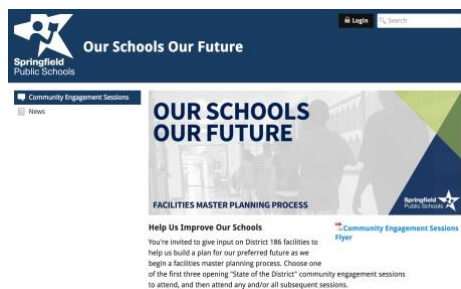 Login
Search
Our Schools Our Future
Springfield
Public Schools
Community Engagement Sessions
News
OUR SCHOOLS
OUR FUTURE
FACILITIES MASTER PLANNING PROCESS
Springfield
Public Schools
Help Us Improve Our Schools
You're invited to give input on District 186 facilities to
help us build a plan for our preferred future as we
begin a facilities master planning process. Choose one
of the first three opening "State of the District" community engagement sessions
to attend, and then attend any and/or all subsequent sessions.
Community Engagement Sessions
Flyer